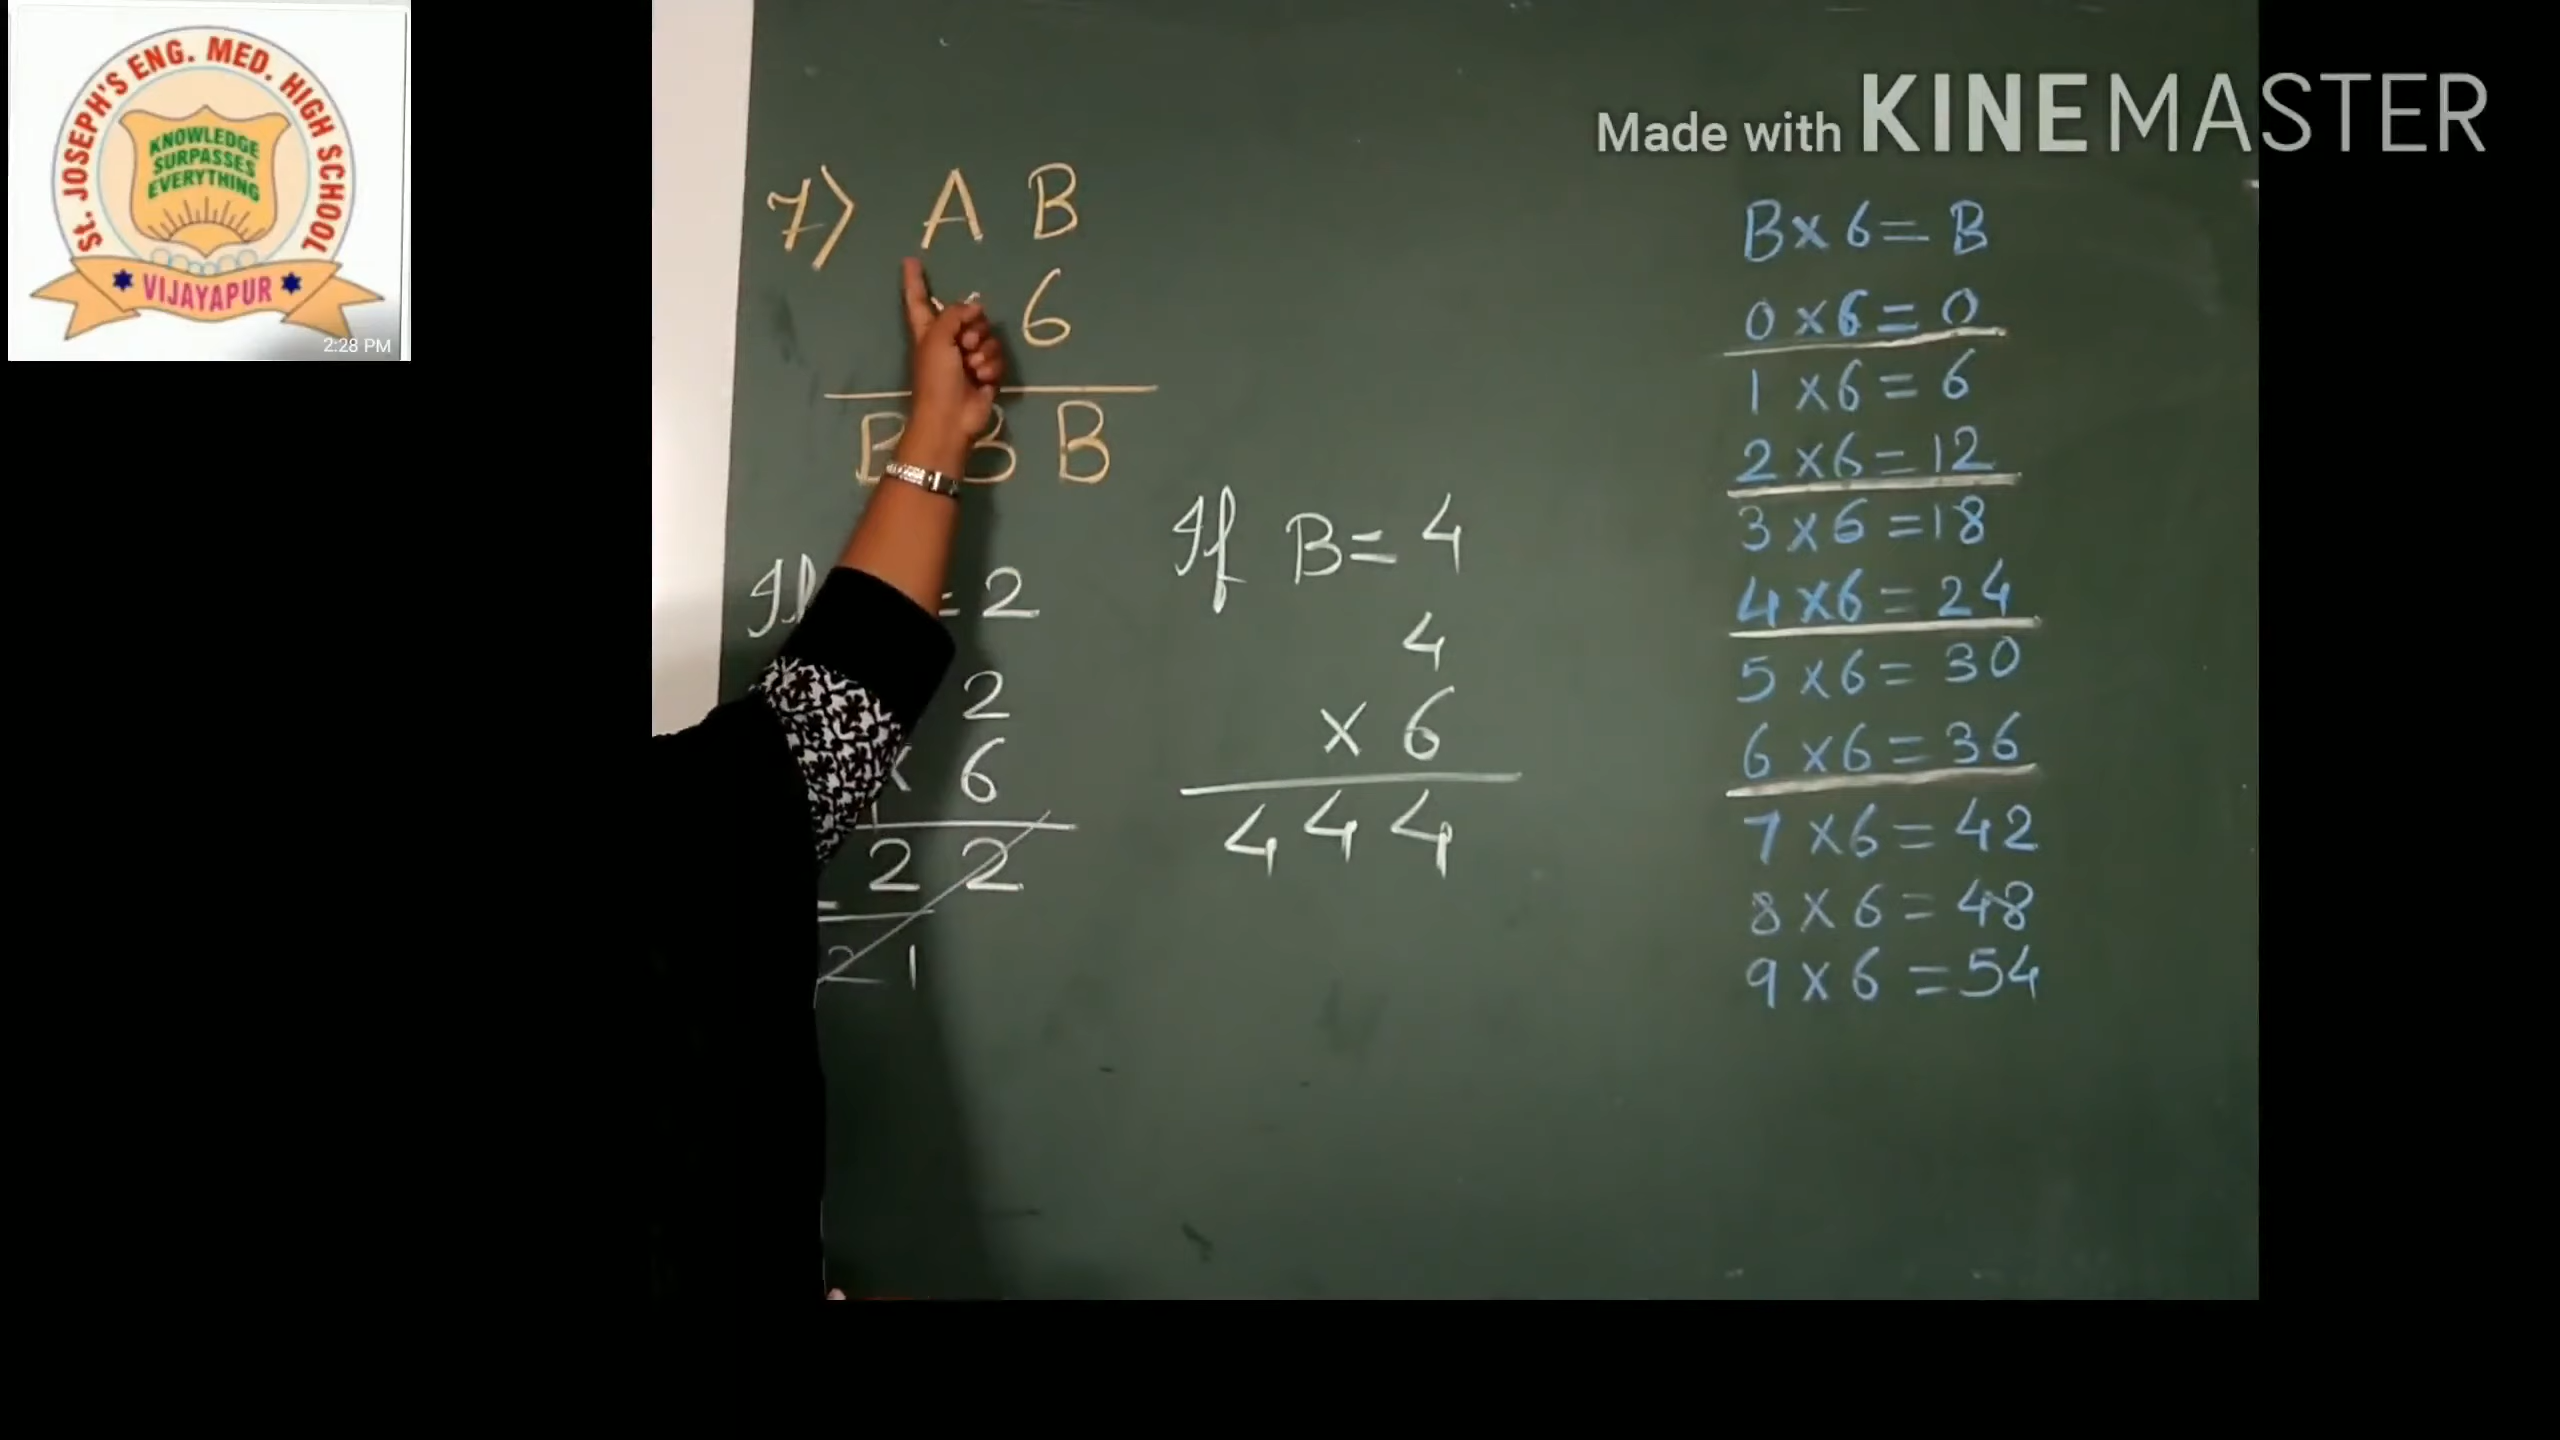 St. JOSEPH'S ENG. MED. HIGH SCHOOL
KNOWLEDGE
SURPASSES
EVERYTHING
VIJAYAPUR
2:28 PM
Made with KINEMASTER
7) A B
6
B B B
If = 2
2
× 6
2 2
2 1
If B = 4
4
× 6
4 4 4
B × 6 = B
0 × 6 = 0
1 × 6 = 6
2 × 6 = 12
3 × 6 = 18
4 × 6 = 24
5 × 6 = 30
6 × 6 = 36
7 × 6 = 42
8 × 6 = 48
9 × 6 = 54